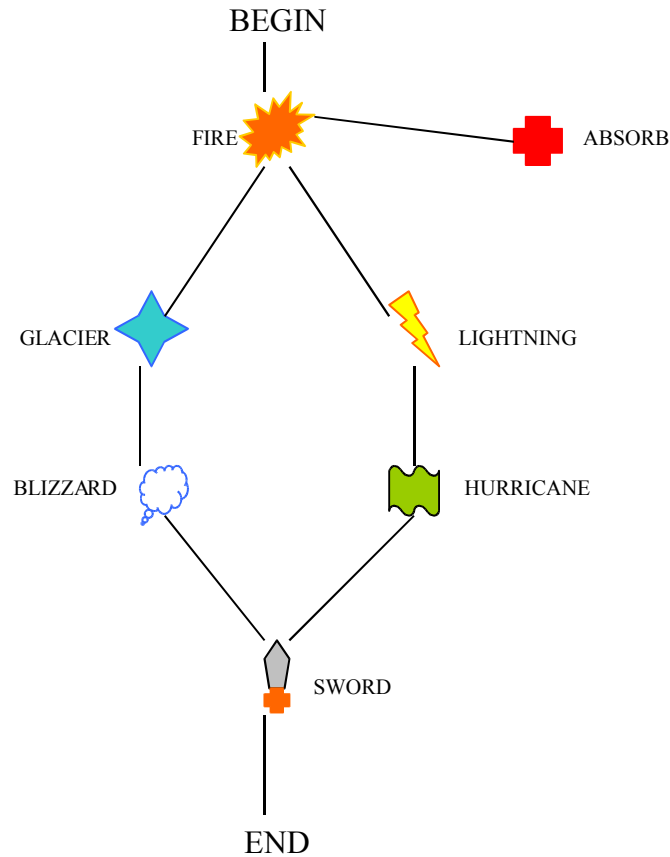 BEGIN
FIRE
ABSORB
GLACIER
LIGHTNING
BLIZZARD
HURRICANE
SWORD
END